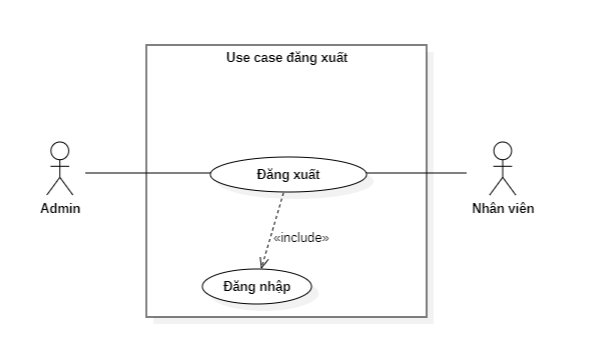 Use case đăng xuất
Đăng xuất
Admin
Nhân viên
«include»
Đăng nhập